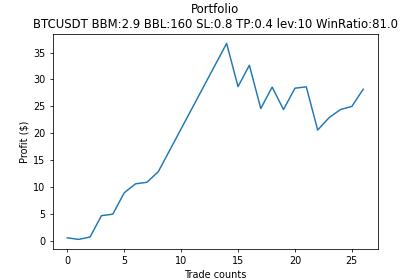 Portfolio
BTCUSDT BBM:2.9 BBL:160 SL:0.8 TP:0.4 lev:10 WinRatio:81.0
Profit ($)
35
30
25
20
15
10
5
0
0 5 10 15 20 25
Trade counts